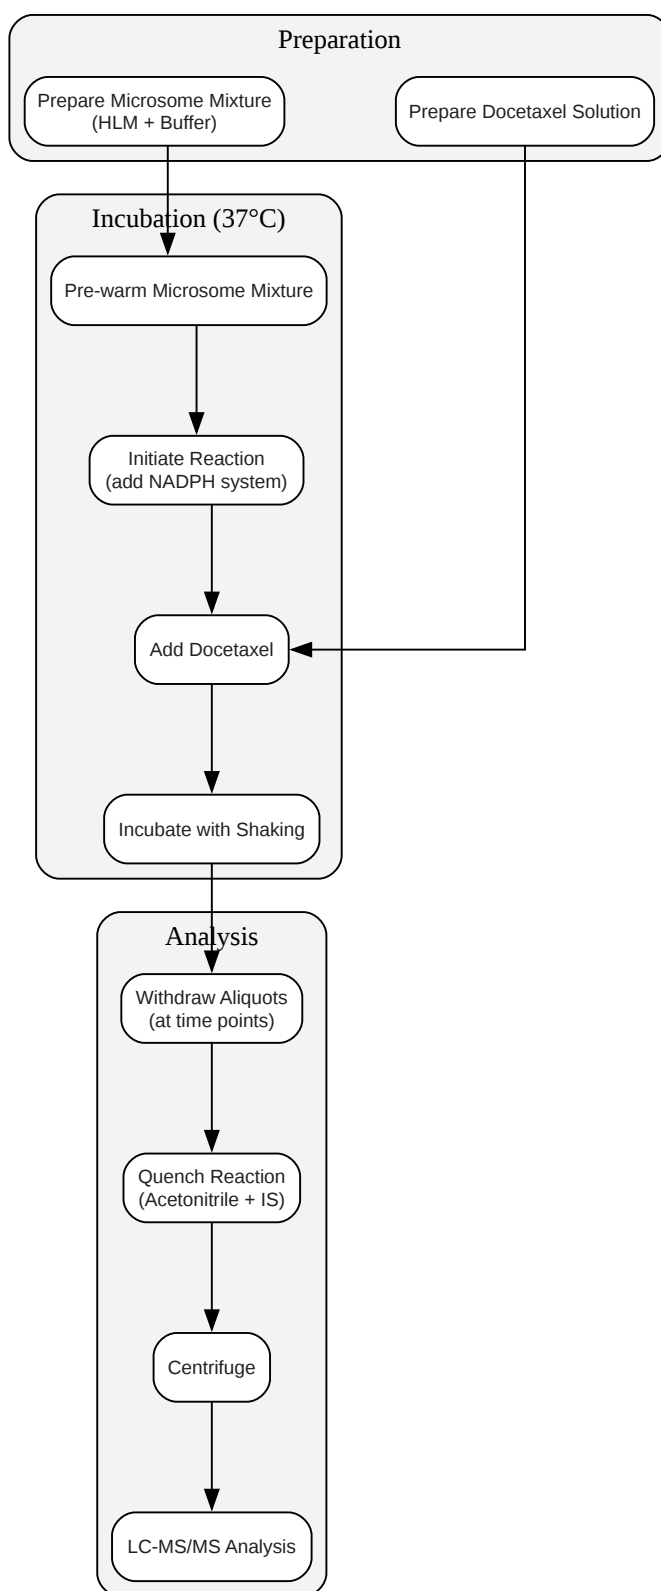 Preparation
Prepare Microsome Mixture
(HLM + Buffer)
Prepare Docetaxel Solution
Incubation (37°C)
Pre-warm Microsome Mixture
Initiate Reaction
(add NADPH system)
Add Docetaxel
Incubate with Shaking
Analysis
Withdraw Aliquots
(at time points)
Quench Reaction
(Acetonitrile + IS)
Centrifuge
LC-MS/MS Analysis